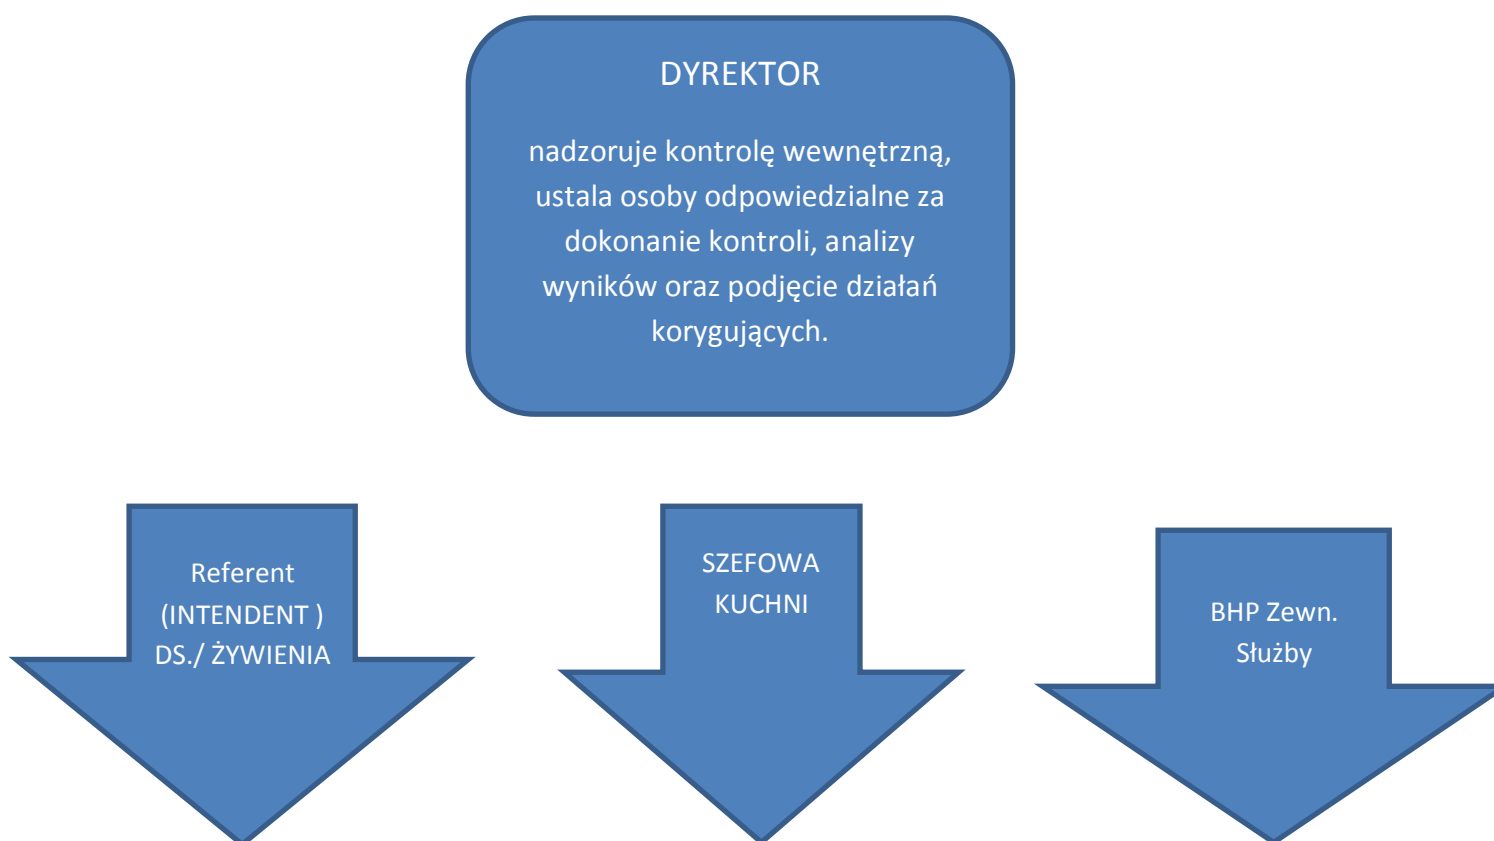 DYREKTOR
nadzoruje kontrolę wewnętrzną,
ustala osoby odpowiedzialne za
dokonanie kontroli, analizy
wyników oraz podjęcie działań
korygujących.
Referent
(INTENDENT )
DS./ ŻYWIENIA
SZEFOWA
KUCHNI
BHP Zewn.
Służby